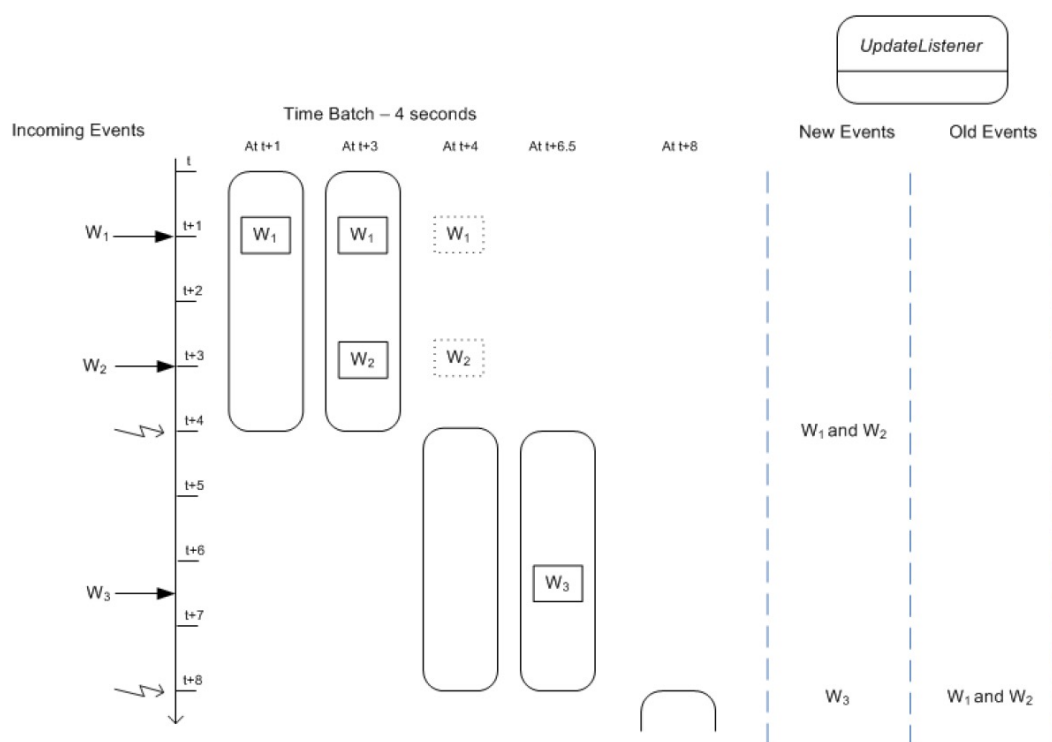 UpdateListener
Time Batch – 4 seconds
Incoming Events
New Events
Old Events
At t+1
At t+3
At t+4
At t+6.5
At t+8
t
W1
t+1
W1
W1
W1
t+2
W2
t+3
W2
W2
t+4
W1 and W2
t+5
t+6
W3
W3
t+7
t+8
W3
W1 and W2